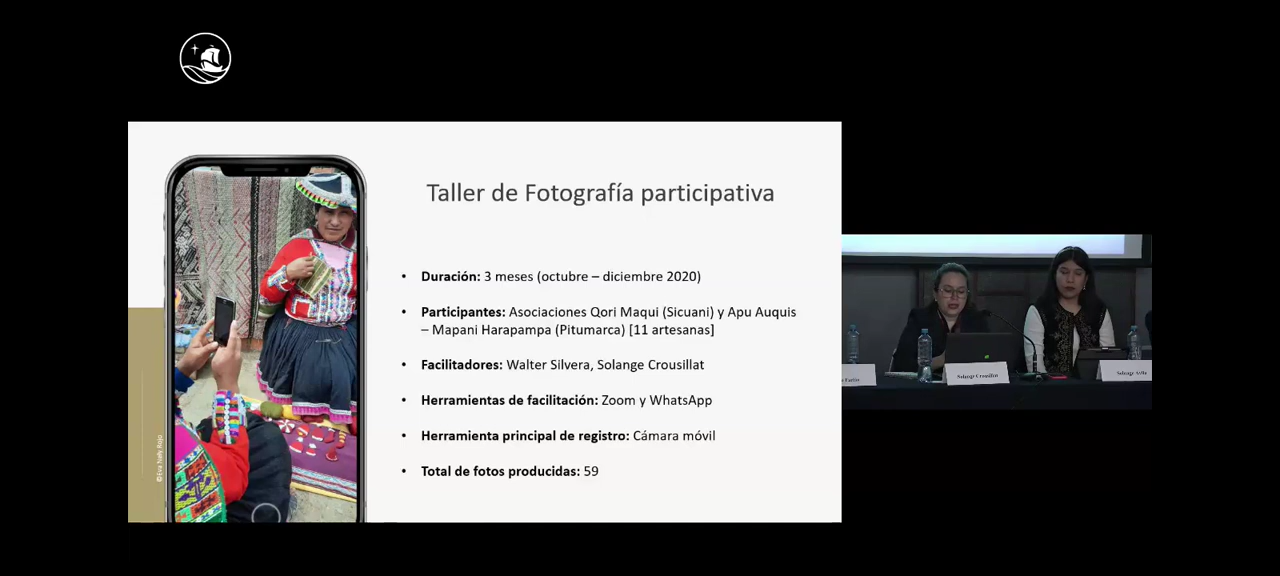 Taller de Fotografía participativa
• Duración: 3 meses (octubre – diciembre 2020)
• Participantes: Asociaciones Qori Maqui (Sicuani) y Apu Auquis
– Mapani Harapampa (Pitumarca) [11 artesanas]
• Facilitadores: Walter Silvera, Solange Crousillat
• Herramientas de facilitación: Zoom y WhatsApp
• Herramienta principal de registro: Cámara móvil
• Total de fotos producidas: 59
Solange Crousillat